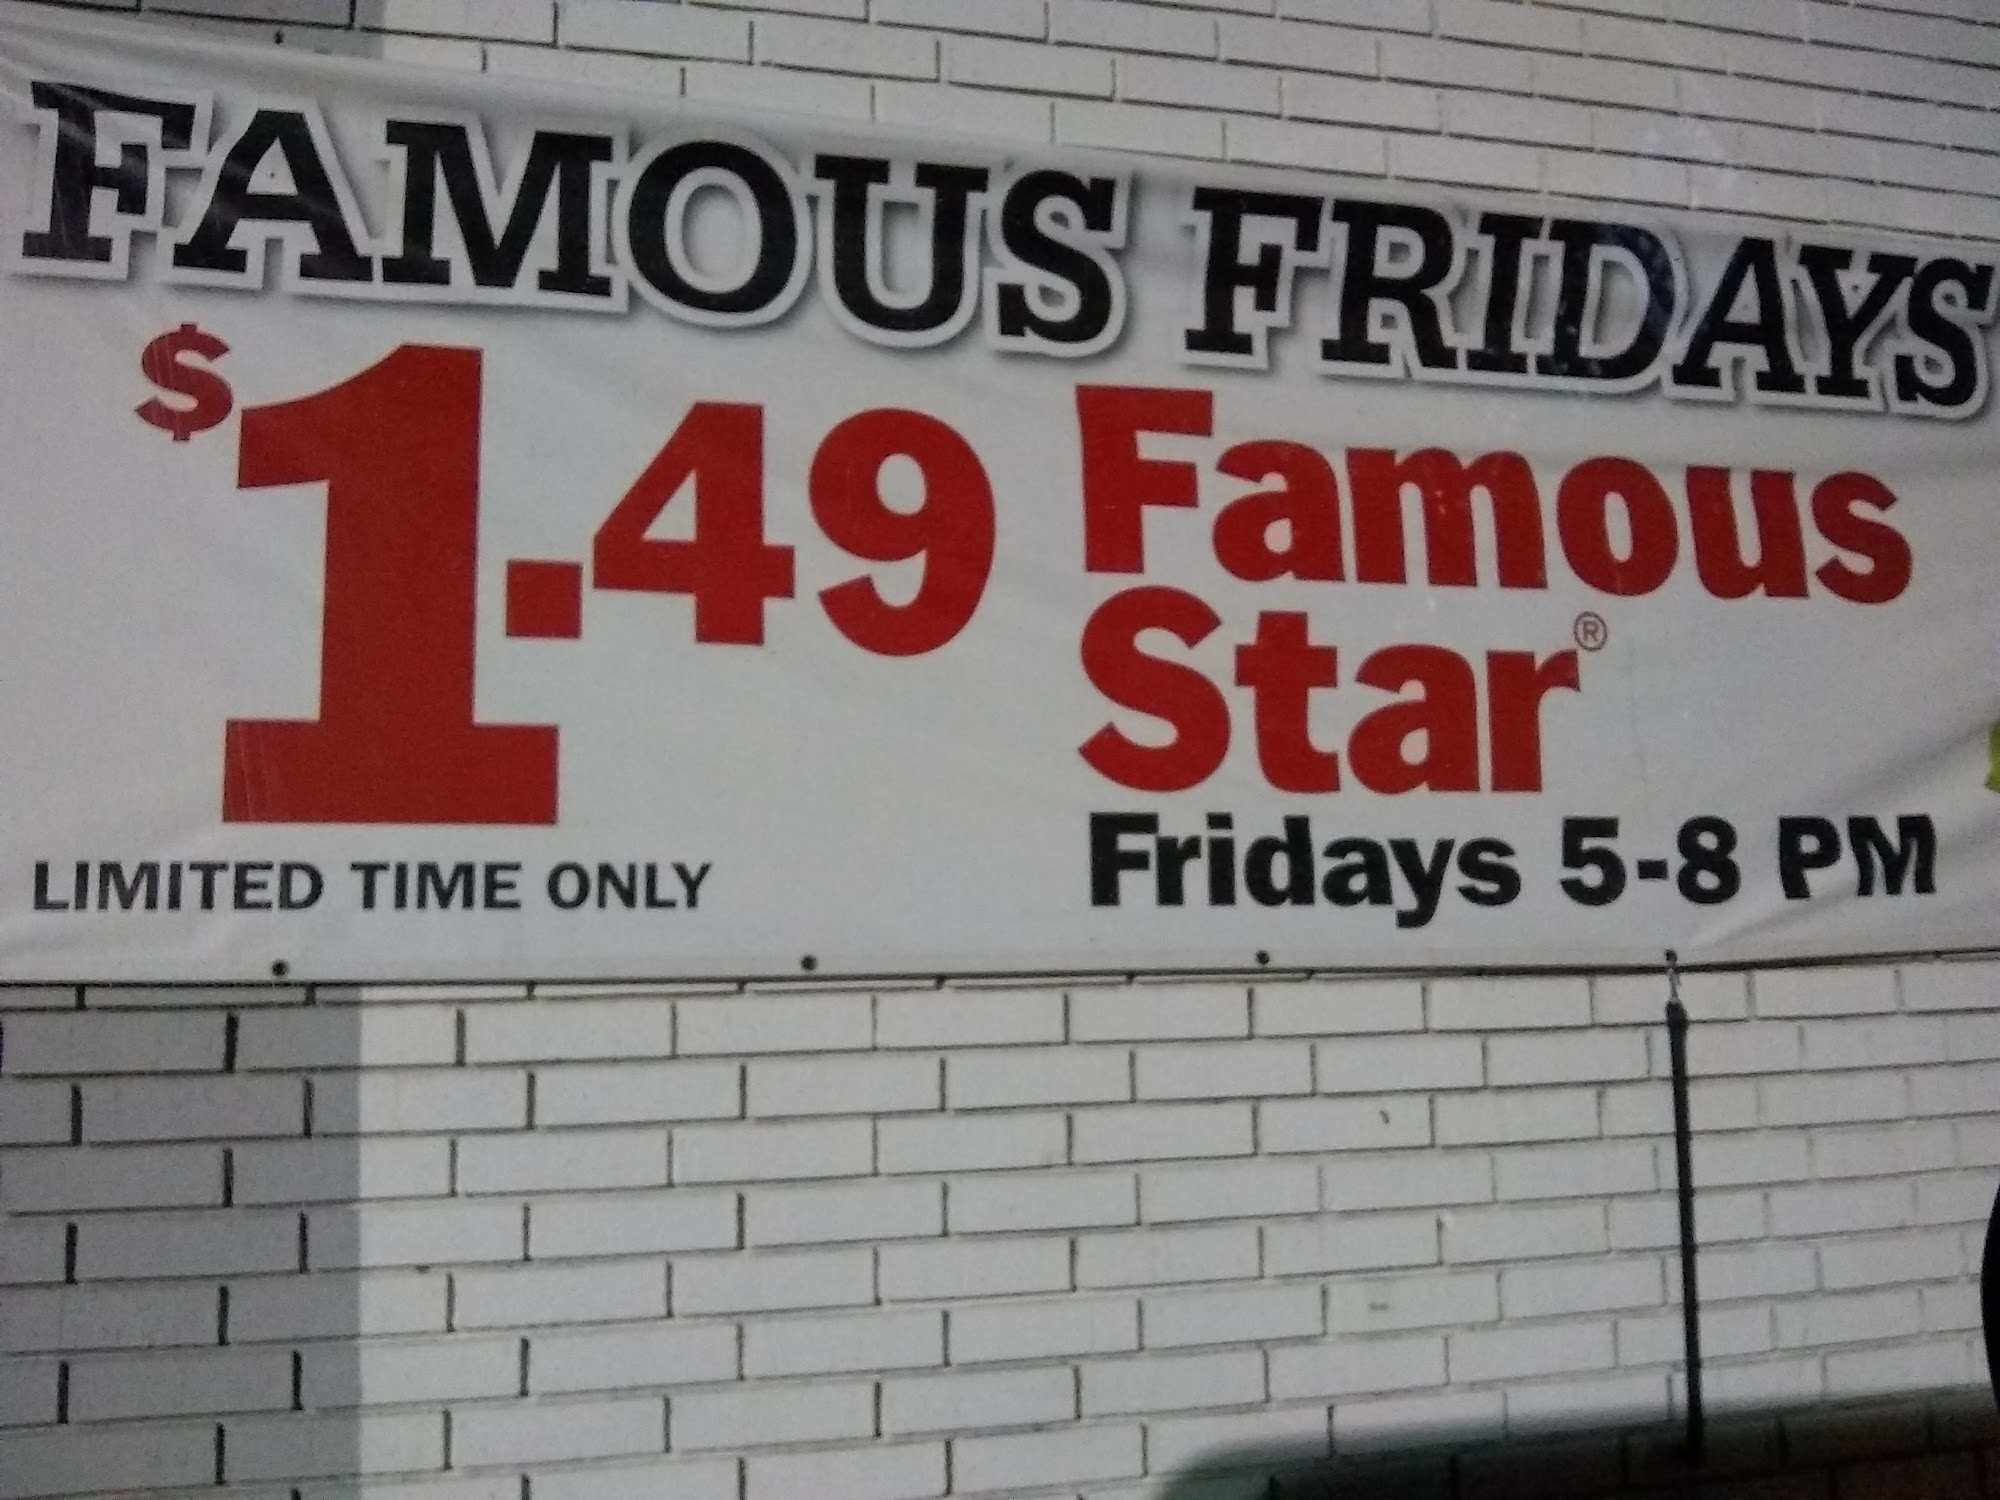 FAMOUS FRIDAYS
$1.49 Famous
Star®
Fridays 5-8 PM
LIMITED TIME ONLY